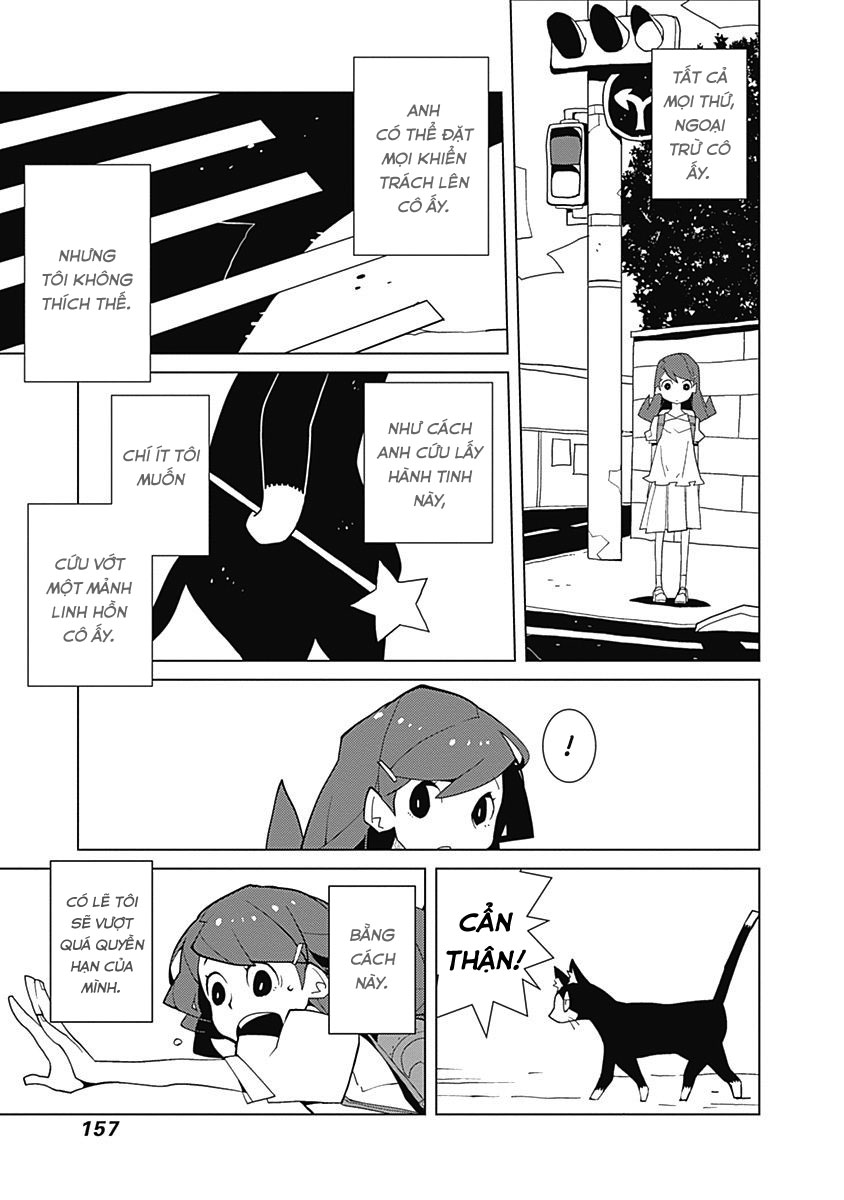 TẤT CẢ
MỌI THỨ,
NGOẠI
TRỪ CÔ
ẤY.
ANH
CÓ THỂ ĐẶT
MỌI KHIỂN
TRÁCH LÊN
CÔ ẤY.
NHƯNG
TÔI KHÔNG
THÍCH THẾ.
NHƯ CÁCH
ANH CỨU LẤY
HÀNH TINH
NÀY,
CHÍ ÍT TÔI
MUỐN
CỨU VỚT
MỘT MẢNH
LINH HỒN
CÔ ẤY.
!
CẨN
THẬN!
BẰNG
CÁCH
NÀY.
CÓ LẼ TÔI
SẼ VƯỢT
QUÁ QUYỀN
HẠN CỦA
MÌNH.
157